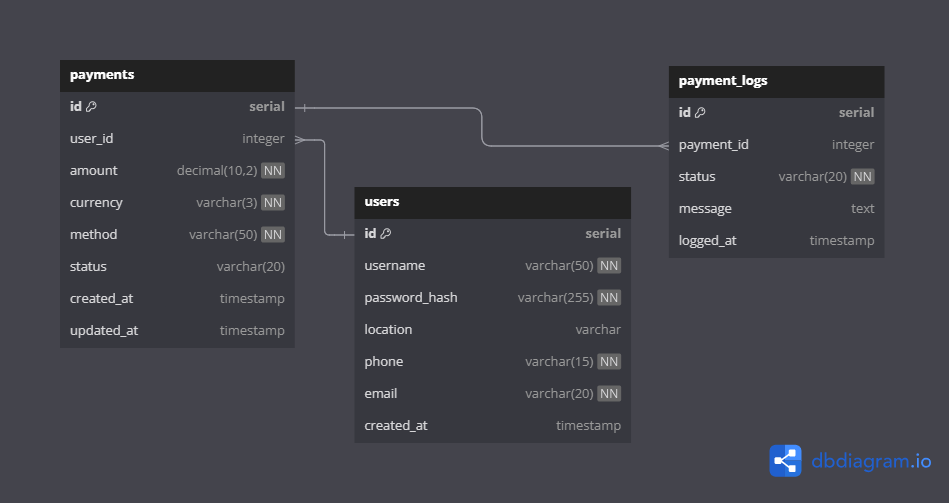 payments
id serial
user_id integer
amount decimal(10,2) NN
currency varchar(3) NN
method varchar(50) NN
status varchar(20)
created_at timestamp
updated_at timestamp
users
id serial
username varchar(50) NN
password_hash varchar(255) NN
location varchar
phone varchar(15) NN
email varchar(20) NN
created_at timestamp
payment_logs
id serial
payment_id integer
status varchar(20) NN
message text
logged_at timestamp
dbdiagram.io